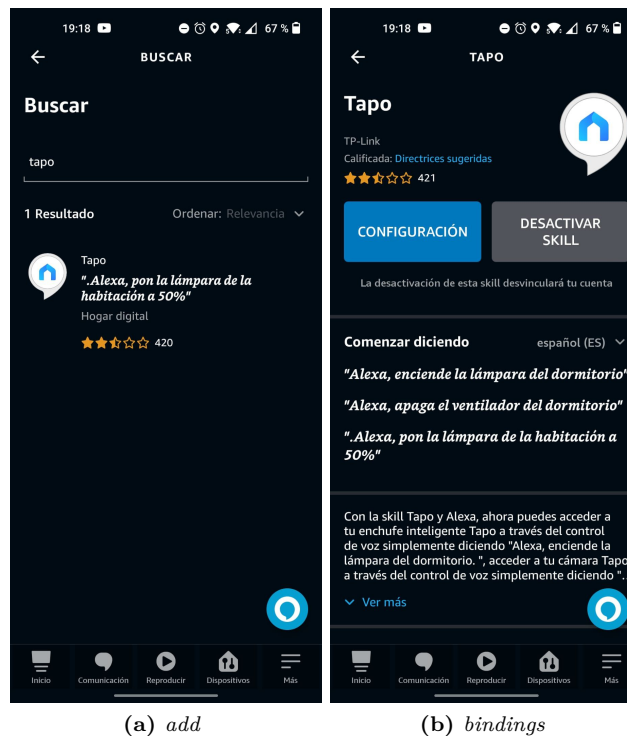 19:18
67 %
BUSCAR
Buscar
tapo
1 Resultado
Ordenar: Relevancia
Tapo
".Alexa, pon la lámpara de la
habitación a 50%"
Hogar digital
420
Inicio
Comunicación
Reproducir
Dispositivos
Más
(a) add
19:18
67 %
TAPO
Tapo
TP-Link
Calificada: Directrices sugeridas
421
CONFIGURACIÓN
DESACTIVAR
SKILL
La desactivación de esta skill desvinculará tu cuenta
Comenzar diciendo
español (ES)
"Alexa, enciende la lámpara del dormitorio"
"Alexa, apaga el ventilador del dormitorio"
".Alexa, pon la lámpara de la habitación a
50%"
Con la skill Tapo y Alexa, ahora puedes acceder a
tu enchufe inteligente Tapo a través del control
de voz simplemente diciendo "Alexa, enciende la
lámpara del dormitorio. ", acceder a tu cámara Tapo
a través del control de voz simplemente diciendo "..
Ver más
Inicio
Comunicación
Reproducir
Dispositivos
Más
(b) bindings